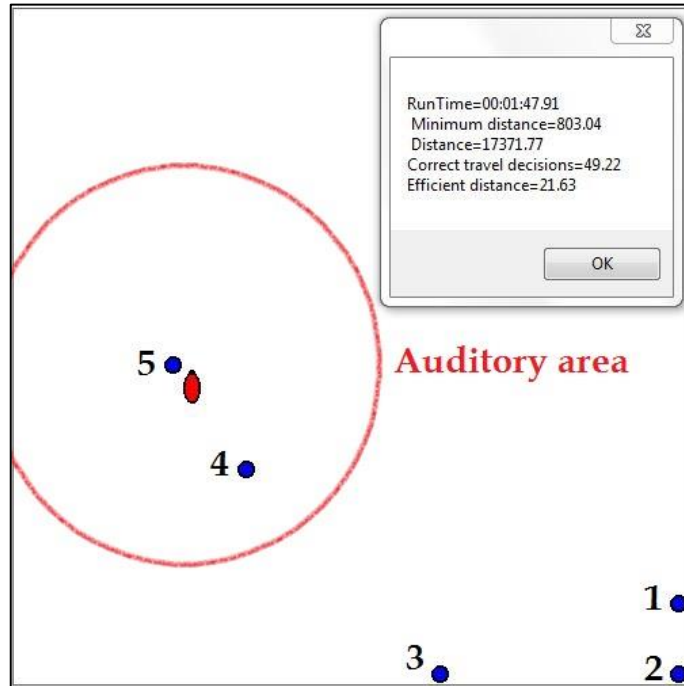 RunTime=00:01:47.91
Minimum distance=803.04
Distance=17371.77
Correct travel decisions=49.22
Efficient distance=21.63
OK
5
Auditory area
4
1
3
2